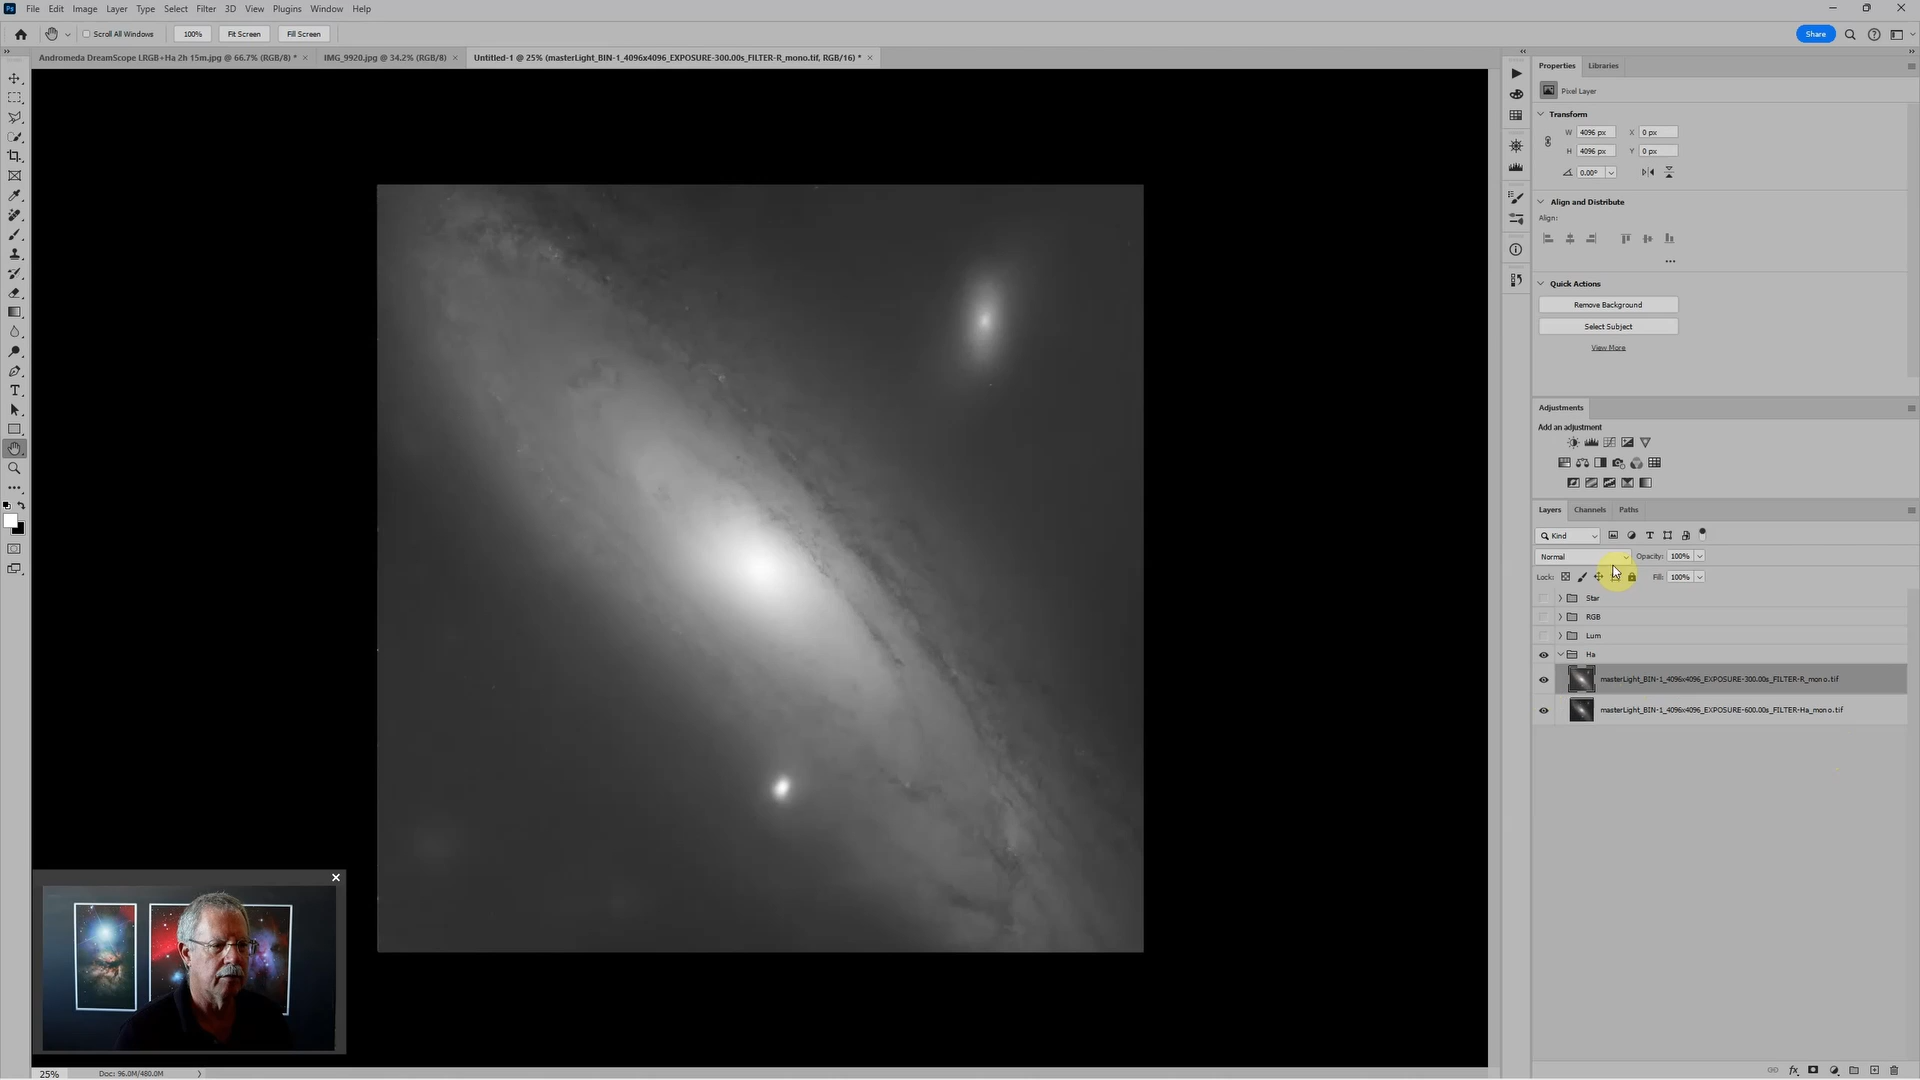 Ps File Edit Image Layer Type Select Filter 3D View Plugins Window Help
Scroll All Windows 100% Fit Screen Fill Screen Share
Andromeda DreamScope LRGB+Ha 2h 15m.jpg @ 66.7% (RGB/8) * × IMG_9920.jpg @ 34.2% (RGB/8) × Untitled-1 @ 25% (masterLight_BIN-1_4096x4096_EXPOSURE-300.00s_FILTER-R_mono.tif, RGB/16) * ×
Properties Libraries
Pixel Layer
Transform
W 4096 px X 0 px
H 4096 px Y 0 px
0.00°
Align and Distribute
Align:
Quick Actions
Remove Background
Select Subject
View More
Adjustments
Add an adjustment
Layers Channels Paths
Kind
Normal Opacity: 100%
Lock: Fill: 100%
Star
RGB
Lum
Ha
masterLight_BIN-1_4096x4096_EXPOSURE-300.00s_FILTER-R_mono.tif
masterLight_BIN-1_4096x4096_EXPOSURE-600.00s_FILTER-Ha_mono.tif
25% Doc: 96.0M/480.0M